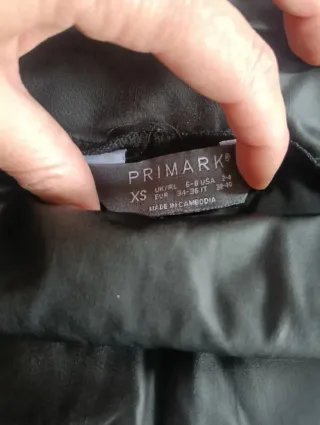 PRIMARK®
XS UK/IRL 6-8 USA 2-4
EUR 34-36 IT 38-40
MADE IN CAMBODIA